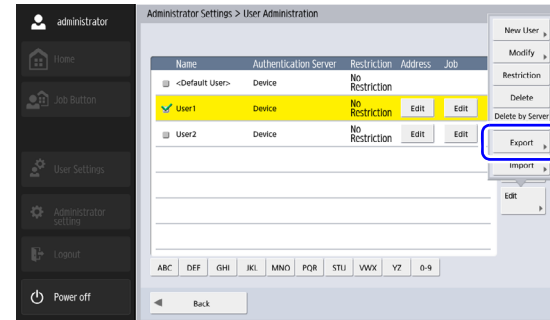 administrator
Home
Job Button
User Settings
Administrator
setting
Logout
Power off
Administrator Settings > User Administration
Name Authentication Server Restriction Address Job
<Default User> Device No
Restriction
User1 Device No
Restriction Edit Edit
User2 Device No
Restriction Edit Edit
ABC DEF GHI JKL MNO PQR STU VWX YZ 0-9
Back
New User
Modify
Restriction
Delete
Delete by Server
Export
Import
Edit